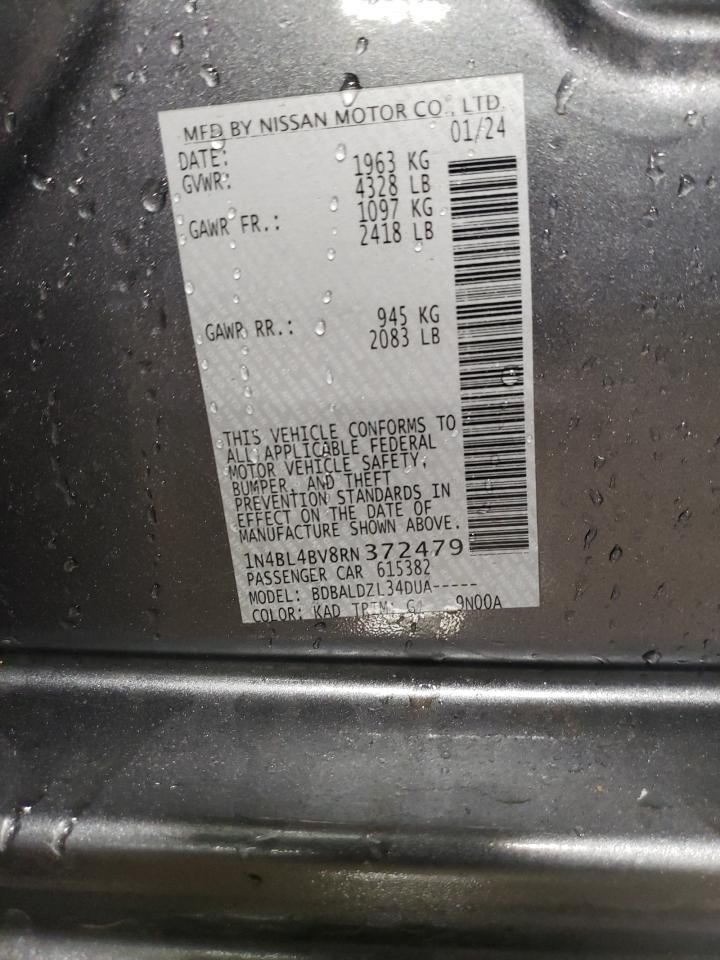 MFD BY NISSAN MOTOR CO., LTD.
DATE: 01/24
GVWR: 1963 KG
4328 LB
GAWR FR.: 1097 KG
2418 LB
GAWR RR.: 945 KG
2083 LB
THIS VEHICLE CONFORMS TO
ALL APPLICABLE FEDERAL
MOTOR VEHICLE SAFETY,
BUMPER, AND THEFT
PREVENTION STANDARDS IN
EFFECT ON THE DATE OF
MANUFACTURE SHOWN ABOVE.
1N4BL4BV8RN372479
PASSENGER CAR 615382
MODEL: BDBALDZL34DUA-----
COLOR: KAD TRIM: 9N00A